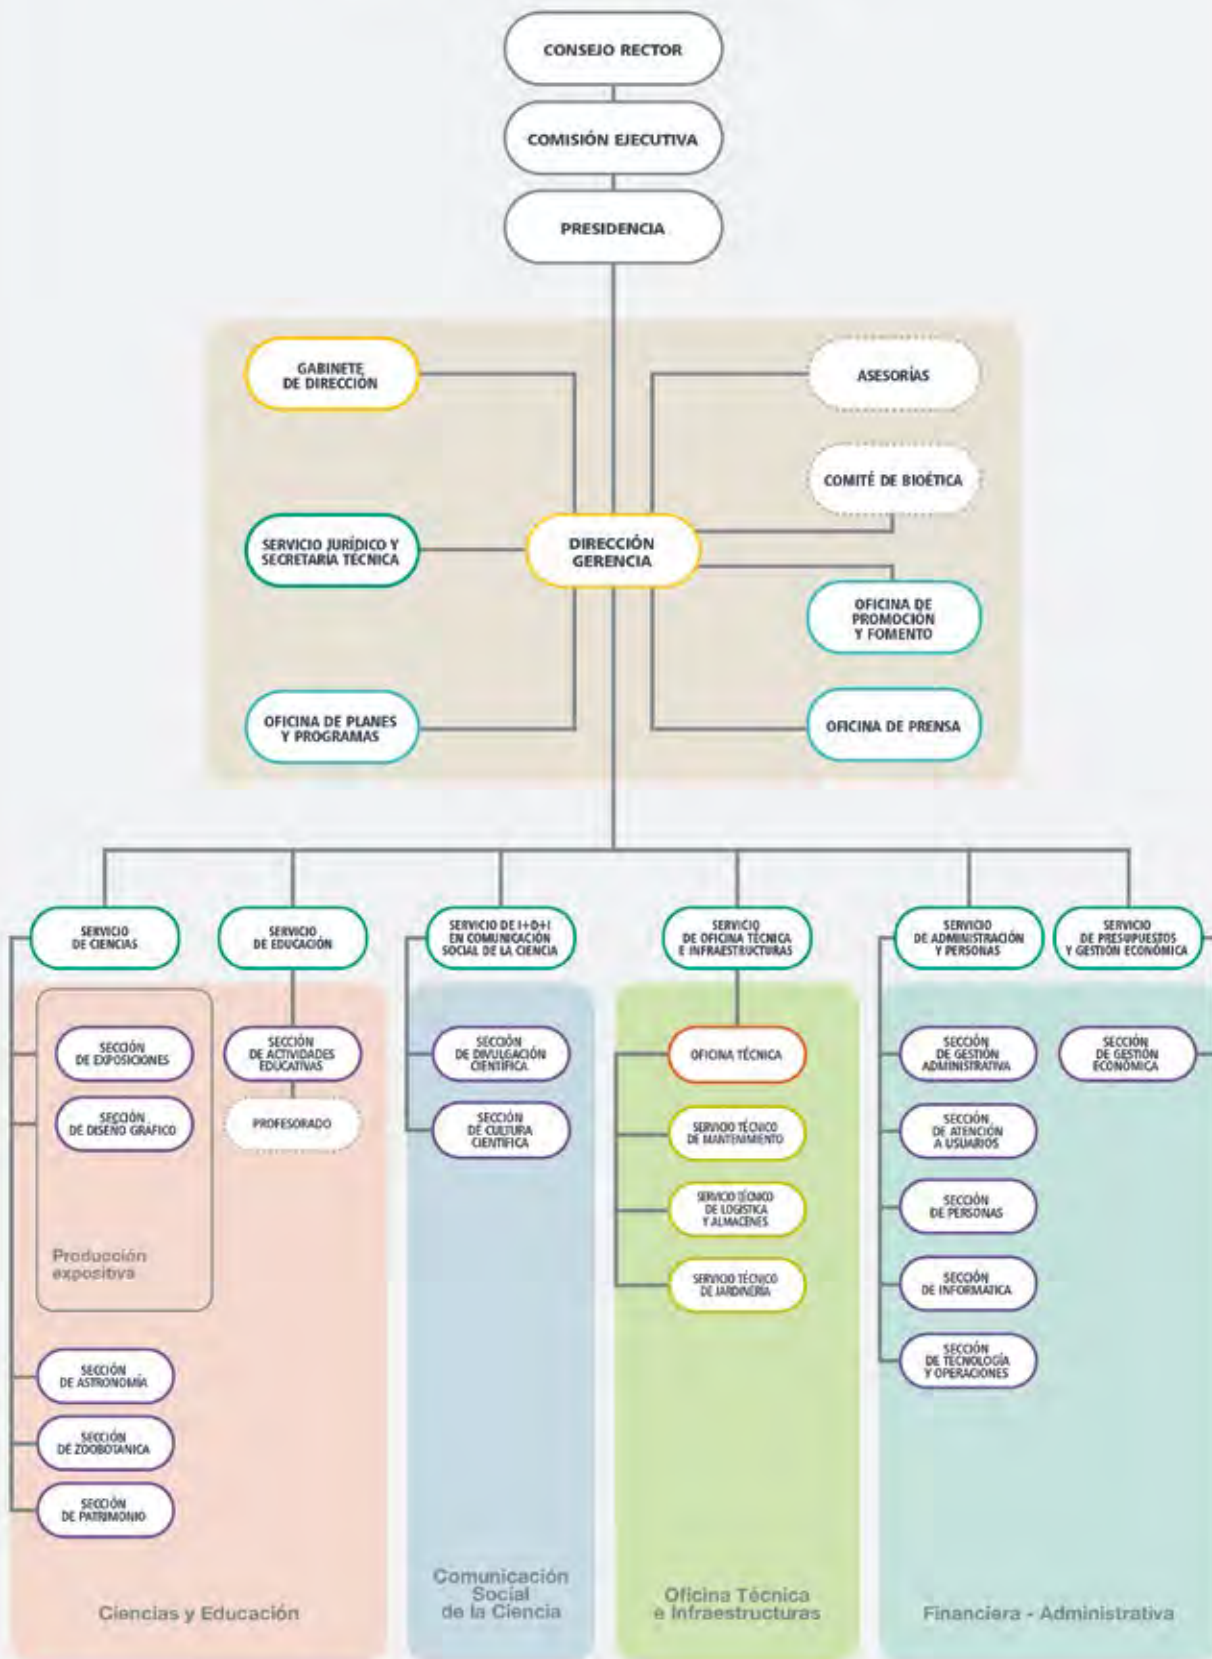 CONSEJO RECTOR
COMISIÓN EJECUTIVA
PRESIDENCIA
GABINETE
DE DIRECCIÓN
ASESORÍAS
COMITÉ DE BIOÉTICA
SERVICIO JURÍDICO Y
SECRETARÍA TÉCNICA
DIRECCIÓN
GERENCIA
OFICINA DE
PROMOCIÓN
Y FOMENTO
OFICINA DE PLANES
Y PROGRAMAS
OFICINA DE PRENSA
SERVICIO
DE CIENCIAS
SERVICIO
DE EDUCACIÓN
SERVICIO DE I+D+I
EN COMUNICACIÓN
SOCIAL DE LA CIENCIA
SERVICIO
DE OFICINA TÉCNICA
E INFRAESTRUCTURAS
SERVICIO
DE ADMINISTRACIÓN
Y PERSONAS
SERVICIO
DE PRESUPUESTOS
Y GESTIÓN ECONÓMICA
SECCIÓN
DE EXPOSICIONES
SECCIÓN
DE DISEÑO GRÁFICO
Producción
expositiva
SECCIÓN
DE ASTRONOMÍA
SECCIÓN
DE ZOOBOTANICA
SECCIÓN
DE PATRIMONIO
SECCIÓN
DE ACTIVIDADES
EDUCATIVAS
PROFESORADO
Ciencias y Educación
SECCIÓN
DE DIVULGACIÓN
CIENTÍFICA
SECCIÓN
DE CULTURA
CIENTÍFICA
Comunicación
Social
de la Ciencia
OFICINA TÉCNICA
SERVICIO TÉCNICO
DE MANTENIMIENTO
SERVICIO TÉCNICO
DE LOGÍSTICA
Y ALMACENES
SERVICIO TÉCNICO
DE JARDINERÍA
Oficina Técnica
e Infraestructuras
SECCIÓN
DE GESTIÓN
ADMINISTRATIVA
SECCIÓN
DE ATENCIÓN
A USUARIOS
SECCIÓN
DE PERSONAS
SECCIÓN
DE INFORMATICA
SECCIÓN
DE TECNOLOGÍA
Y OPERACIONES
SECCIÓN
DE GESTIÓN
ECONÓMICA
Financiera - Administrativa